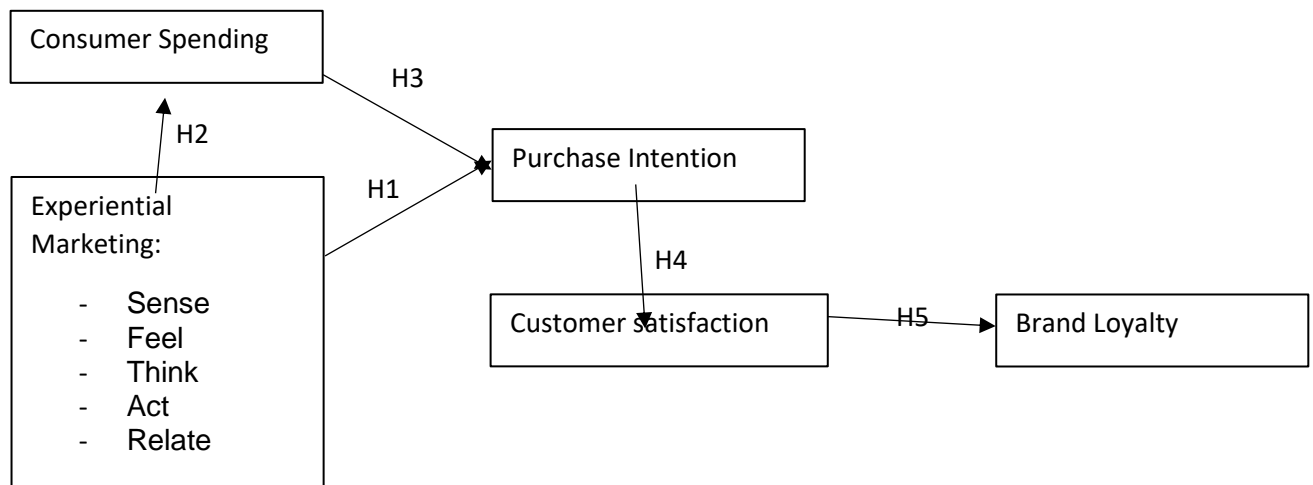 Consumer Spending
H3
H2
Purchase Intention
H1
Experiential
Marketing:
- Sense
- Feel
- Think
- Act
- Relate
H4
Customer satisfaction
H5
Brand Loyalty